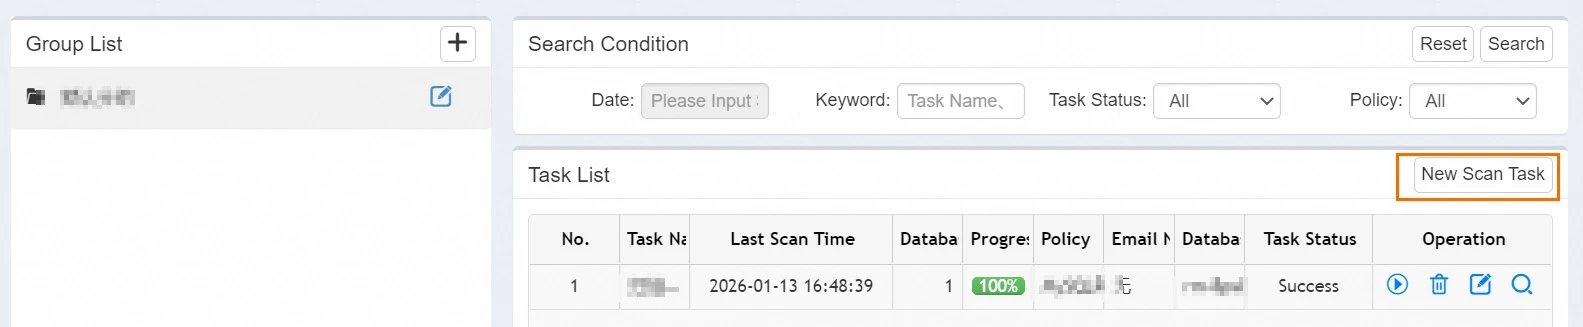 Group List
Search Condition
Reset
Search
Date:
Please Input
Keyword:
Task Name、
Task Status:
All
Policy:
All
Task List
New Scan Task
No.
Task Na
Last Scan Time
Databa
Progres
Policy
Email N
Databa
Task Status
Operation
1
2026-01-13 16:48:39
1
100%
无
Success